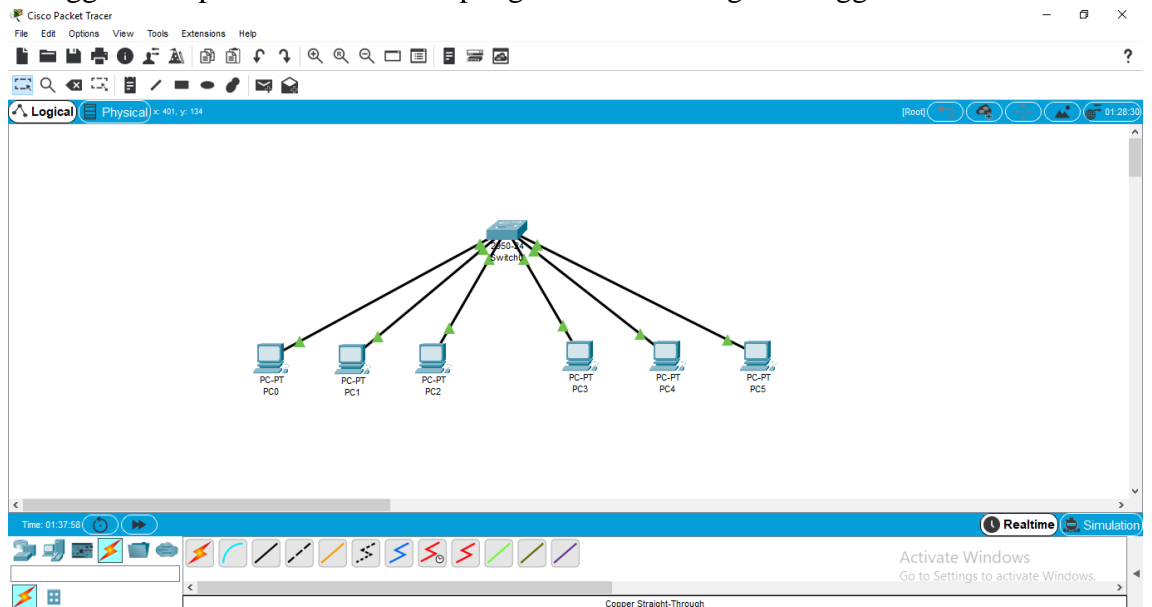 Cisco Packet Tracer
File Edit Options View Tools Extensions Help
?
Logical Physical x: 401, y: 134 [Root] 01:28:30
2950-24
Switch0
PC-PT
PC0
PC-PT
PC1
PC-PT
PC2
PC-PT
PC3
PC-PT
PC4
PC-PT
PC5
Time: 01:37:58 Realtime Simulation
Activate Windows
Go to Settings to activate Windows.
Copper Straight-Through